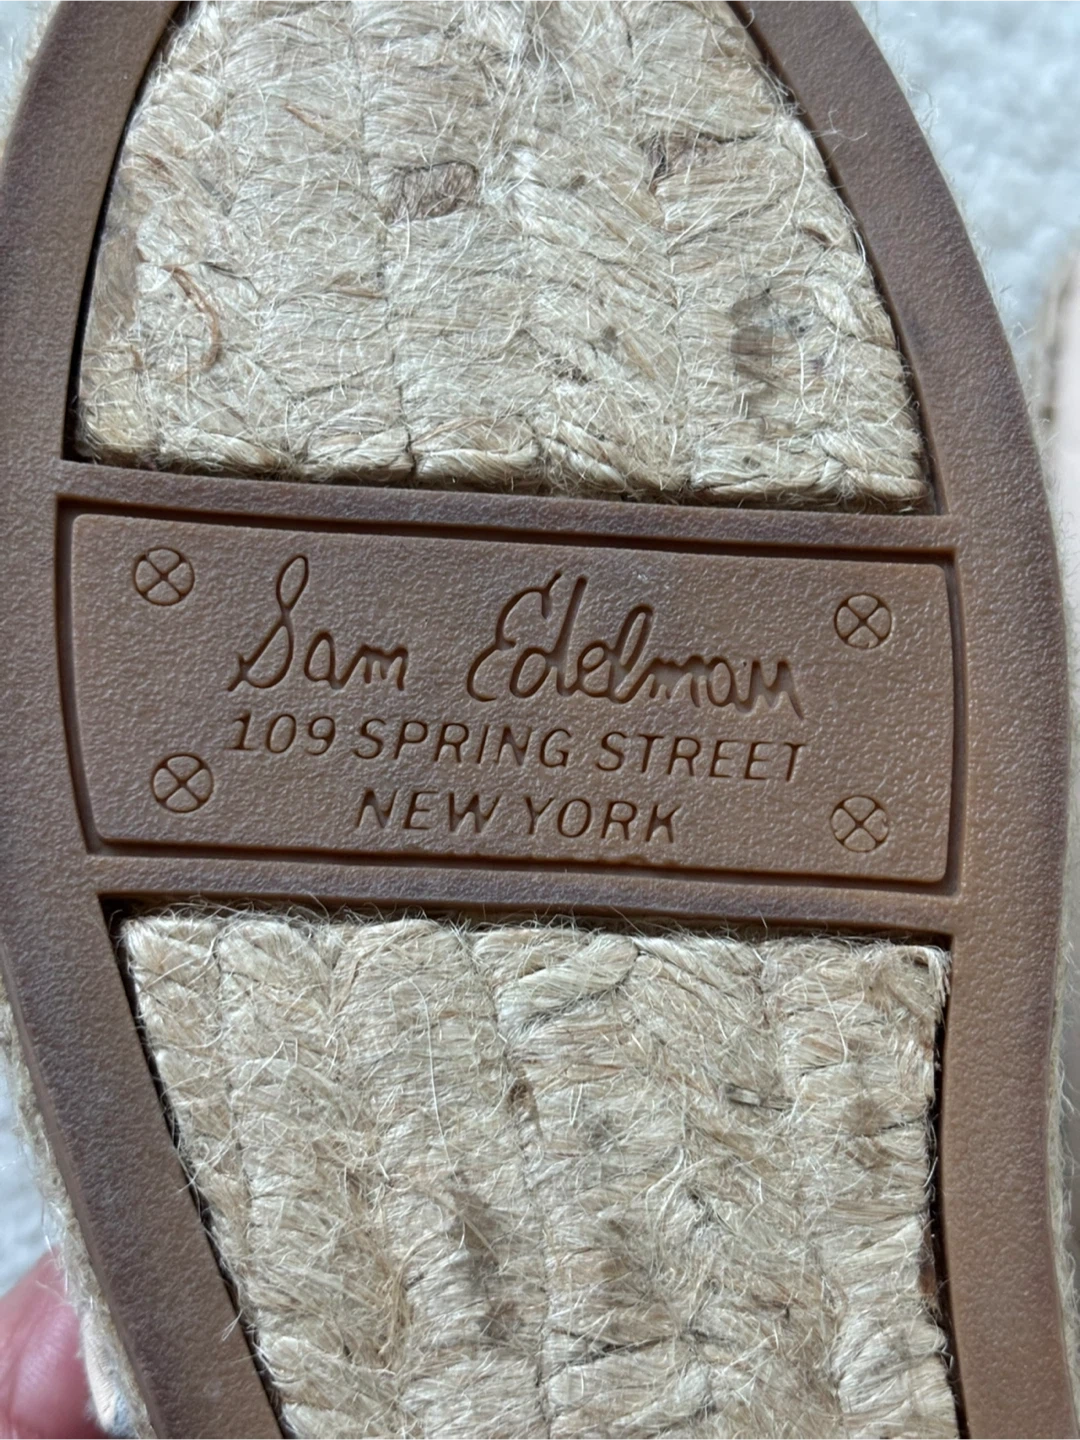 Sam Edelman
109 SPRING STREET
NEW YORK